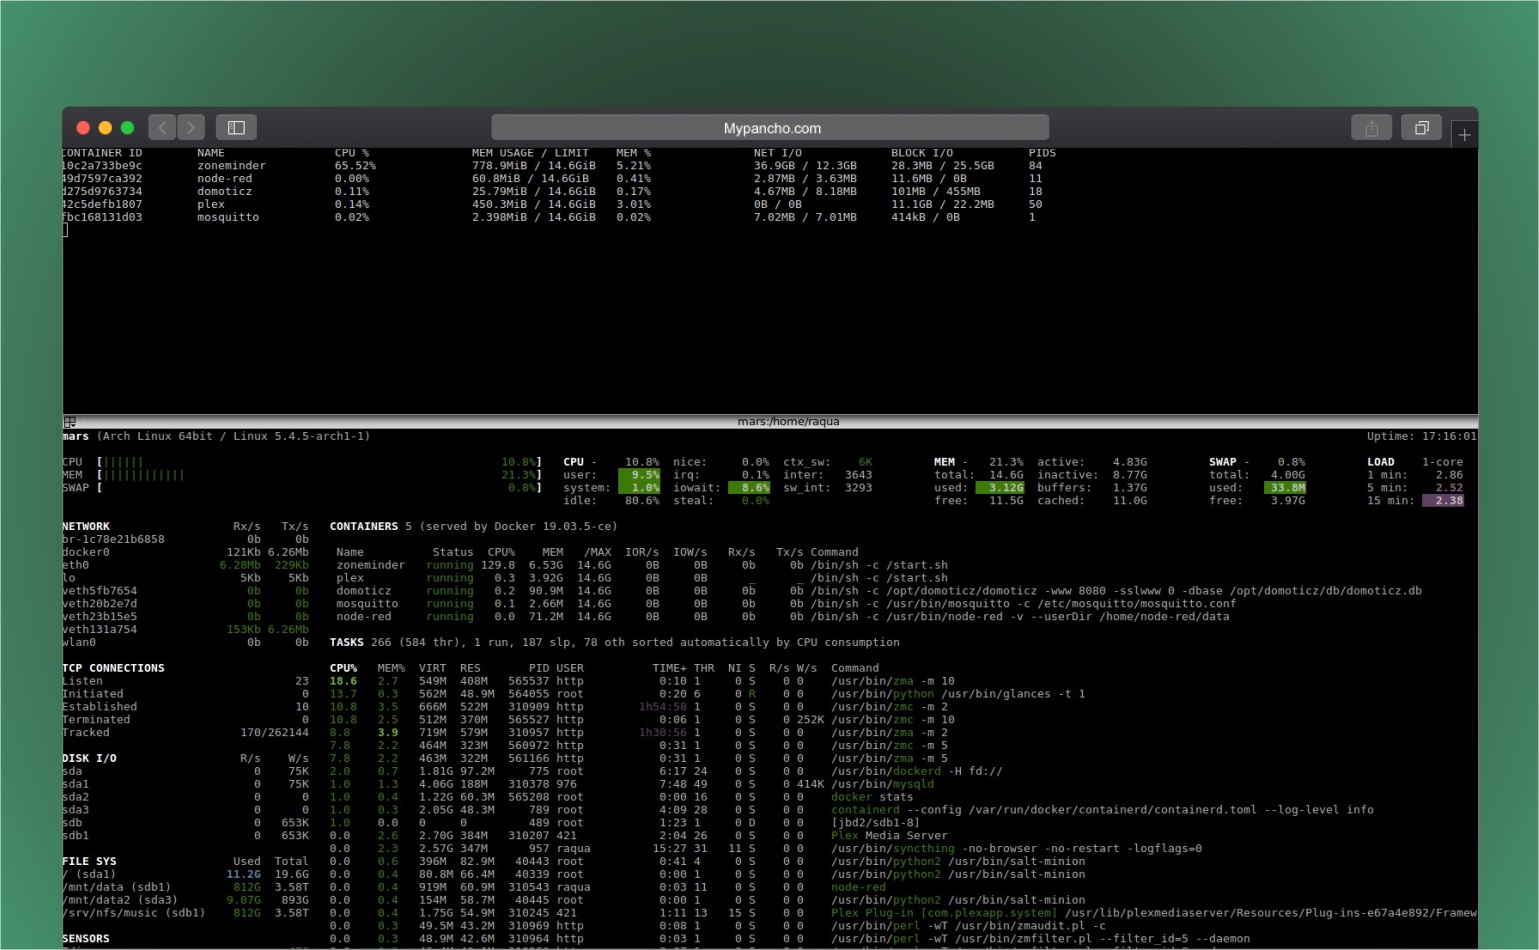 Mypancho.com
CONTAINER ID NAME CPU % MEM USAGE / LIMIT MEM % NET I/O BLOCK I/O PIDS
10c2a733be9c zoneminder 65.52% 778.9MiB / 14.6GiB 5.21% 36.9GB / 12.3GB 28.3MB / 25.5GB 84
49d7597ca392 node-red 0.00% 60.8MiB / 14.6GiB 0.41% 2.87MB / 3.63MB 11.6MB / 0B 11
d275d9763734 domoticz 0.11% 25.79MiB / 14.6GiB 0.17% 4.67MB / 8.18MB 101MB / 455MB 18
42c5defb1807 plex 0.14% 450.3MiB / 14.6GiB 3.01% 0B / 0B 11.1GB / 22.2MB 50
fbc168131d03 mosquitto 0.02% 2.398MiB / 14.6GiB 0.02% 7.02MB / 7.01MB 414kB / 0B 1
mars:/home/raqua
mars (Arch Linux 64bit / Linux 5.4.5-arch1-1) Uptime: 17:16:01
CPU [|||||| 10.8%] CPU - 10.8% nice: 0.0% ctx_sw: 6K MEM - 21.3% active: 4.83G SWAP - 0.8% LOAD 1-core
MEM [|||||||||||| 21.3%] user: 9.5% irq: 0.1% inter: 3643 total: 14.6G inactive: 8.77G total: 4.00G 1 min: 2.86
SWAP [ 0.8%] system: 1.0% iowait: 8.6% sw_int: 3293 used: 3.12G buffers: 1.37G used: 33.8M 5 min: 2.52
idle: 80.6% steal: 0.0% free: 11.5G cached: 11.0G free: 3.97G 15 min: 2.38
NETWORK Rx/s Tx/s CONTAINERS 5 (served by Docker 19.03.5-ce)
br-1c78e21b6858 0b 0b
docker0 121Kb 6.26Mb Name Status CPU% MEM /MAX IOR/s IOW/s Rx/s Tx/s Command
eth0 6.28Mb 229Kb zoneminder running 129.8 6.53G 14.6G 0B 0B 0b 0b /bin/sh -c /start.sh
lo 5Kb 5Kb plex running 0.3 3.92G 14.6G 0B 0B _ _ /bin/sh -c /start.sh
veth5fb7654 0b 0b domoticz running 0.2 90.9M 14.6G 0B 0B 0b 0b /bin/sh -c /opt/domoticz/domoticz -www 8080 -sslwww 0 -dbase /opt/domoticz/db/domoticz.db
veth20b2e7d 0b 0b mosquitto running 0.1 2.66M 14.6G 0B 0B 0b 0b /bin/sh -c /usr/bin/mosquitto -c /etc/mosquitto/mosquitto.conf
veth23b15e5 0b 0b node-red running 0.0 71.2M 14.6G 0B 0B 0b 0b /bin/sh -c /usr/bin/node-red -v --userDir /home/node-red/data
veth131a754 153Kb 6.26Mb
wlan0 0b 0b TASKS 266 (584 thr), 1 run, 187 slp, 78 oth sorted automatically by CPU consumption
TCP CONNECTIONS CPU% MEM% VIRT RES PID USER TIME+ THR NI S R/s W/s Command
Listen 23 18.6 2.7 549M 408M 565537 http 0:10 1 0 S 0 0 /usr/bin/zma -m 10
Initiated 0 13.7 0.3 562M 48.9M 564055 root 0:20 6 0 R 0 0 /usr/bin/python /usr/bin/glances -t 1
Established 10 10.8 3.5 666M 522M 310909 http 1h54:58 1 0 S 0 0 /usr/bin/zmc -m 2
Terminated 0 10.8 2.5 512M 370M 565527 http 0:06 1 0 S 0 252K /usr/bin/zmc -m 10
Tracked 170/262144 8.8 3.9 719M 579M 310957 http 1h30:56 1 0 S 0 0 /usr/bin/zma -m 2
7.8 2.2 464M 323M 560972 http 0:31 1 0 S 0 0 /usr/bin/zmc -m 5
DISK I/O R/s W/s 7.8 2.2 463M 322M 561166 http 0:31 1 0 S 0 0 /usr/bin/zma -m 5
sda 0 75K 2.0 0.7 1.81G 97.2M 775 root 6:17 24 0 S 0 0 /usr/bin/dockerd -H fd://
sda1 0 75K 1.0 1.3 4.06G 188M 310378 976 7:48 49 0 S 0 414K /usr/bin/mysqld
sda2 0 0 1.0 0.4 1.22G 60.3M 565208 root 0:00 16 0 S 0 0 docker stats
sda3 0 0 1.0 0.3 2.05G 48.3M 789 root 4:09 28 0 S 0 0 containerd --config /var/run/docker/containerd/containerd.toml --log-level info
sdb 0 653K 1.0 0.0 0 0 489 root 1:23 1 0 D 0 0 [jbd2/sdb1-8]
sdb1 0 653K 0.0 2.6 2.70G 384M 310207 421 2:04 26 0 S 0 0 Plex Media Server
0.0 2.3 2.57G 347M 957 raqua 15:27 31 11 S 0 0 /usr/bin/syncthing -no-browser -no-restart -logflags=0
FILE SYS Used Total 0.0 0.6 396M 82.9M 40443 root 0:41 4 0 S 0 0 /usr/bin/python2 /usr/bin/salt-minion
/ (sda1) 11.2G 19.6G 0.0 0.4 80.8M 66.4M 40339 root 0:00 1 0 S 0 0 /usr/bin/python2 /usr/bin/salt-minion
/mnt/data (sdb1) 812G 3.58T 0.0 0.4 919M 60.9M 310543 raqua 0:03 11 0 S 0 0 node-red
/mnt/data2 (sda3) 9.07G 893G 0.0 0.4 154M 58.7M 40445 root 0:00 1 0 S 0 0 /usr/bin/python2 /usr/bin/salt-minion
/srv/nfs/music (sdb1) 812G 3.58T 0.0 0.4 1.75G 54.9M 310245 421 1:11 13 15 S 0 0 Plex Plug-in [com.plexapp.system] /usr/lib/plexmediaserver/Resources/Plug-ins-e67a4e892/Framew
0.0 0.3 49.5M 43.2M 310969 http 0:08 1 0 S 0 0 /usr/bin/perl -wT /usr/bin/zmaudit.pl -c
SENSORS 0.0 0.3 48.9M 42.6M 310964 http 0:03 1 0 S 0 0 /usr/bin/perl -wT /usr/bin/zmfilter.pl --filter_id=5 --daemon